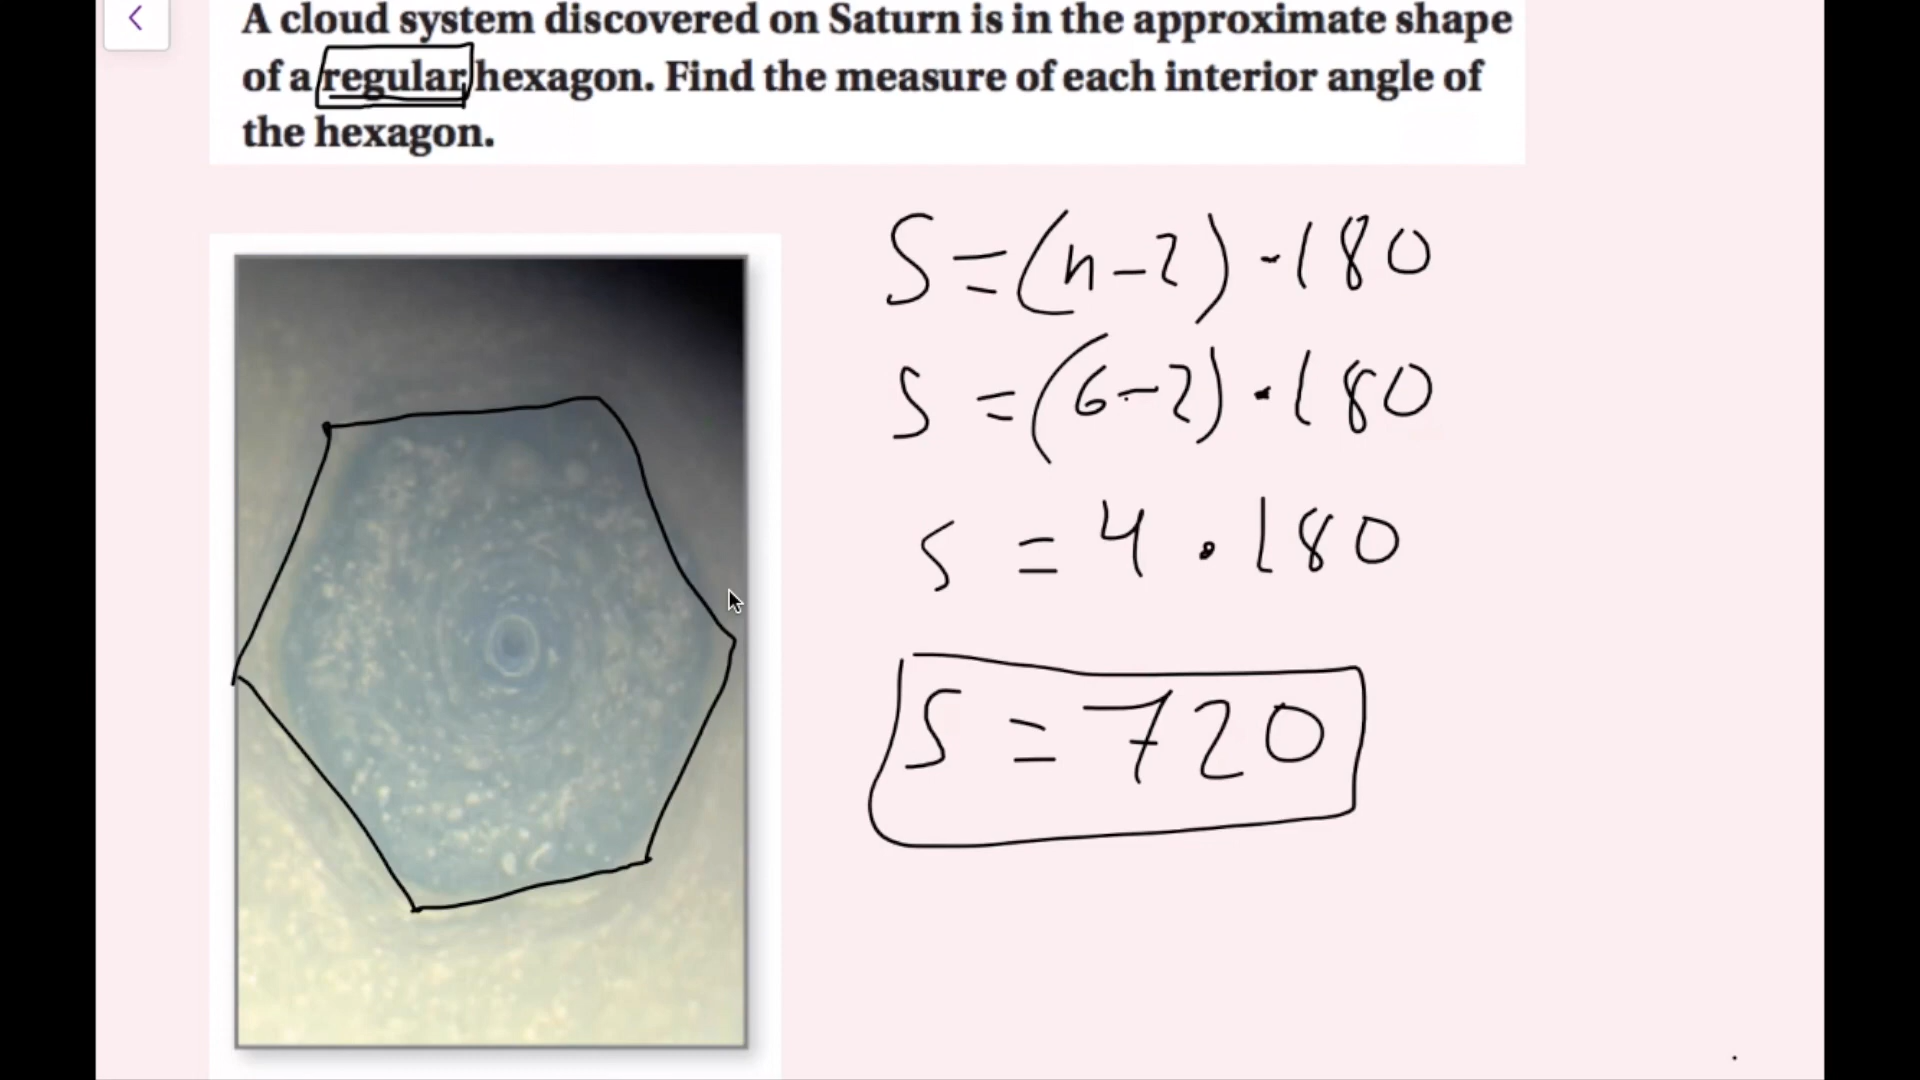 A cloud system discovered on Saturn is in the approximate shape
of a regular hexagon. Find the measure of each interior angle of
the hexagon.
S=(n-2)·180
S=(6-2)·180
S=4·180
S=720